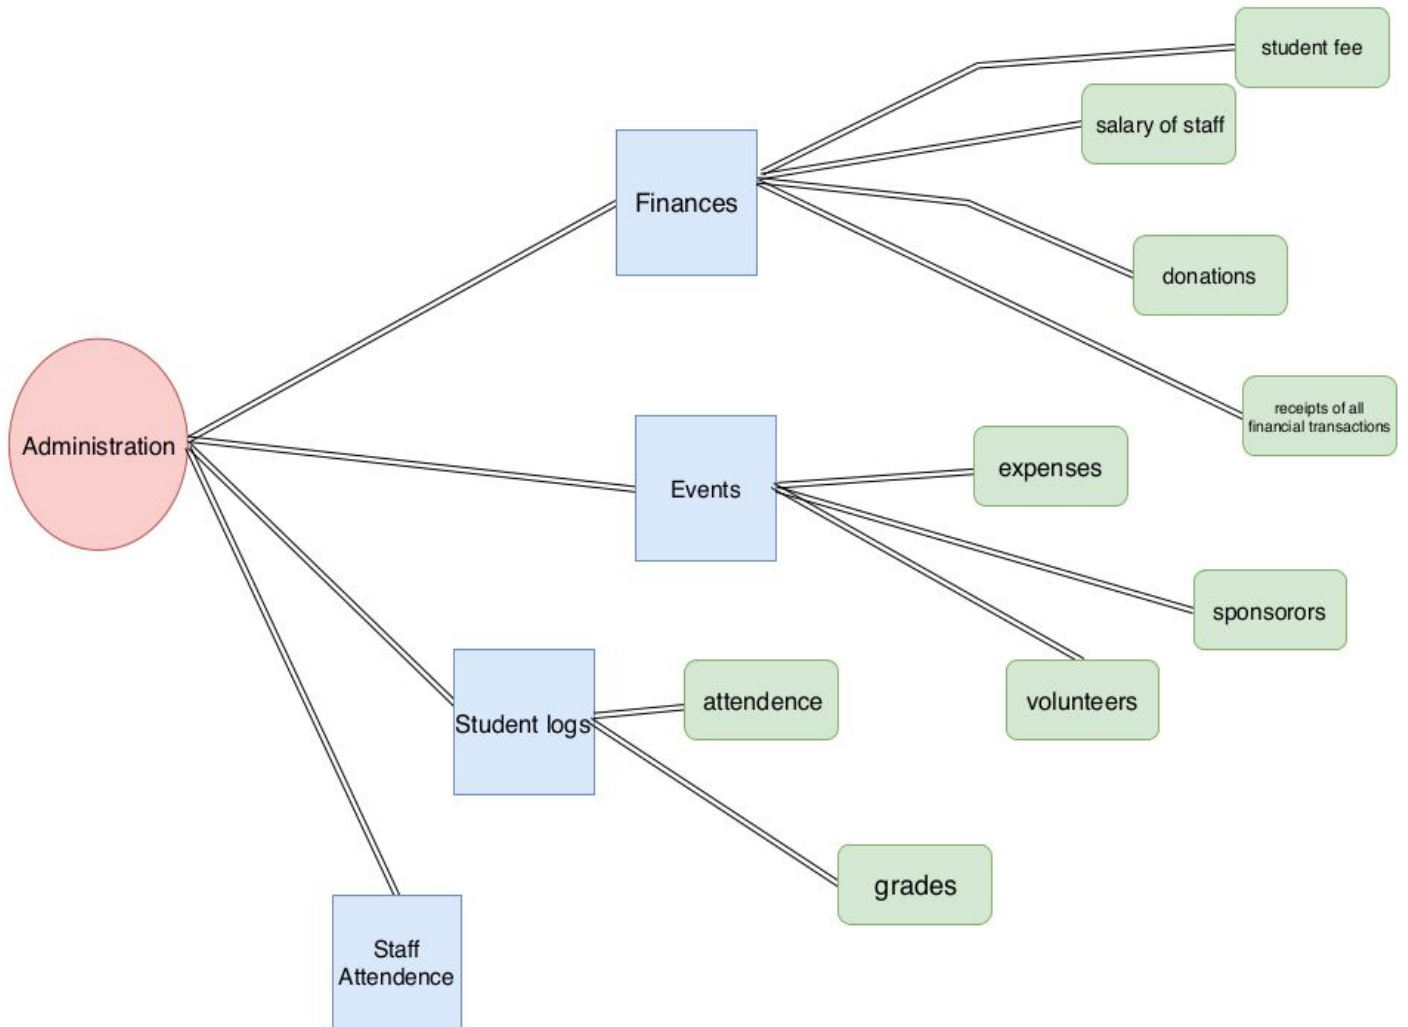 student fee
salary of staff
Finances
donations
receipts of all
financial transactions
Administration
expenses
Events
sponsorors
attendence
volunteers
Student logs
grades
Staff
Attendence